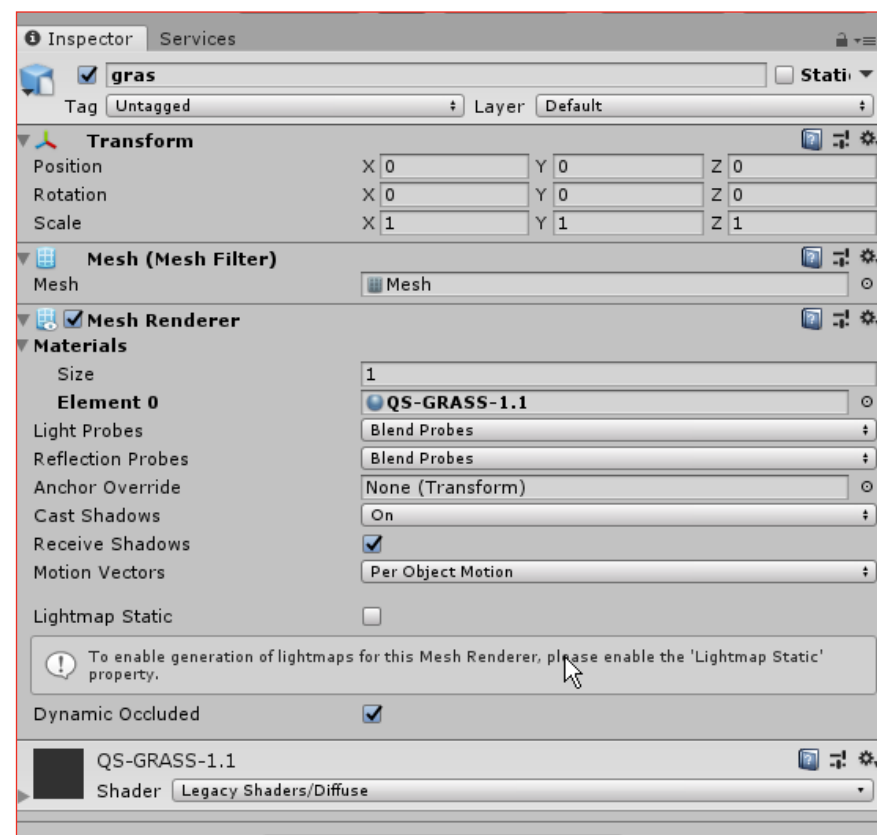 Inspector Services
gras Stati
Tag Untagged Layer Default
Transform
Position X 0 Y 0 Z 0
Rotation X 0 Y 0 Z 0
Scale X 1 Y 1 Z 1
Mesh (Mesh Filter)
Mesh Mesh
Mesh Renderer
Materials
Size 1
Element 0 QS-GRASS-1.1
Light Probes Blend Probes
Reflection Probes Blend Probes
Anchor Override None (Transform)
Cast Shadows On
Receive Shadows
Motion Vectors Per Object Motion
Lightmap Static
To enable generation of lightmaps for this Mesh Renderer, please enable the 'Lightmap Static'
property.
Dynamic Occluded
QS-GRASS-1.1
Shader Legacy Shaders/Diffuse